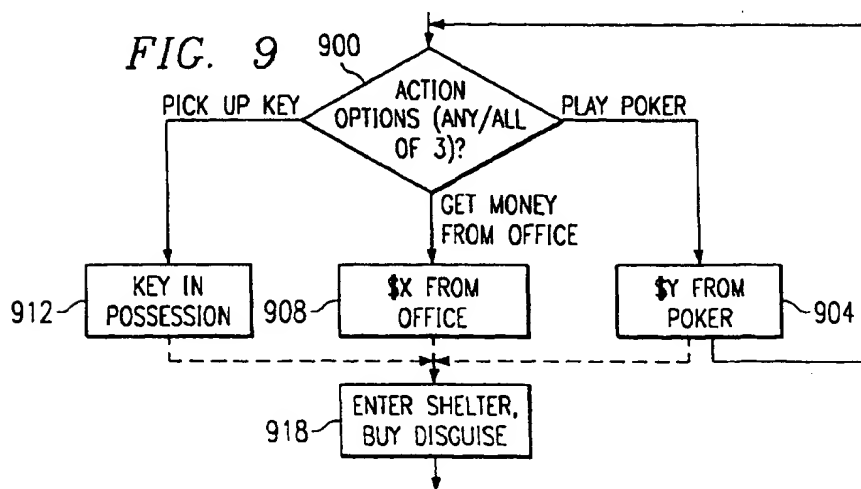 FIG. 9
900
ACTION
OPTIONS (ANY/ALL
OF 3)?
PICK UP KEY
PLAY POKER
GET MONEY
FROM OFFICE
912
KEY IN
POSSESSION
908
$X FROM
OFFICE
$Y FROM
POKER
904
918
ENTER SHELTER,
BUY DISGUISE